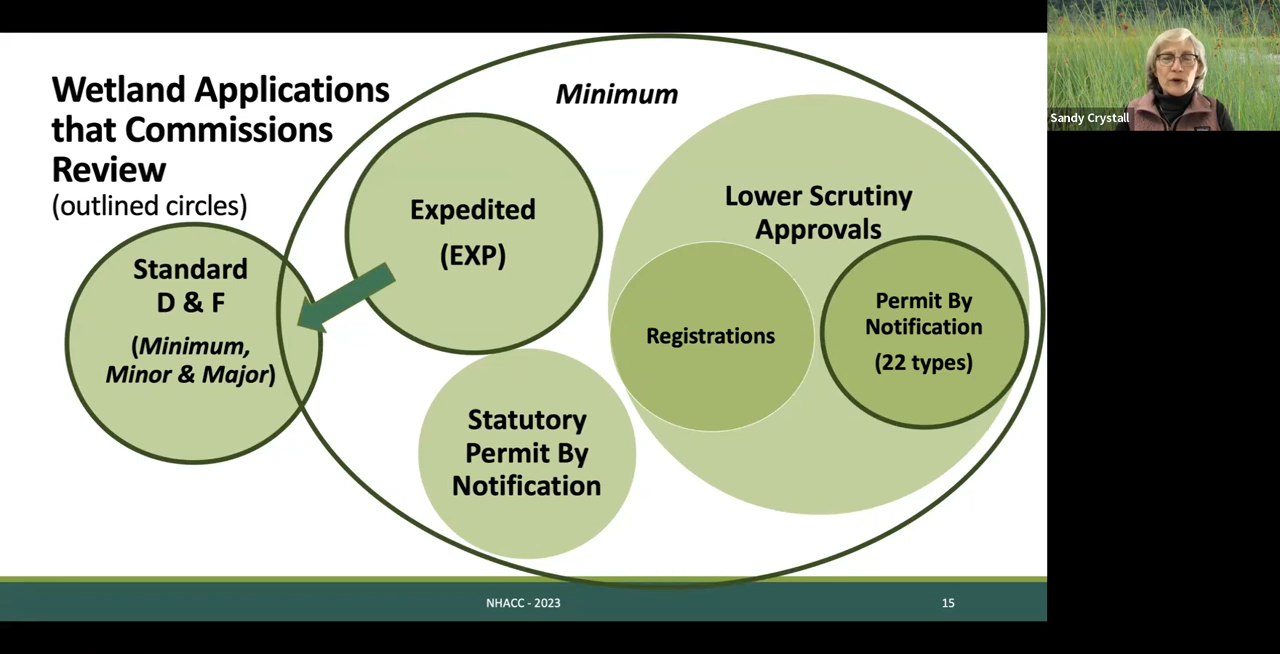 Wetland Applications
that Commissions
Review
(outlined circles)
Minimum
Expedited
(EXP)
Lower Scrutiny
Approvals
Standard
D & F
(Minimum,
Minor & Major)
Registrations
Permit By
Notification
(22 types)
Statutory
Permit By
Notification
NHACC - 2023
15
Sandy Crystall